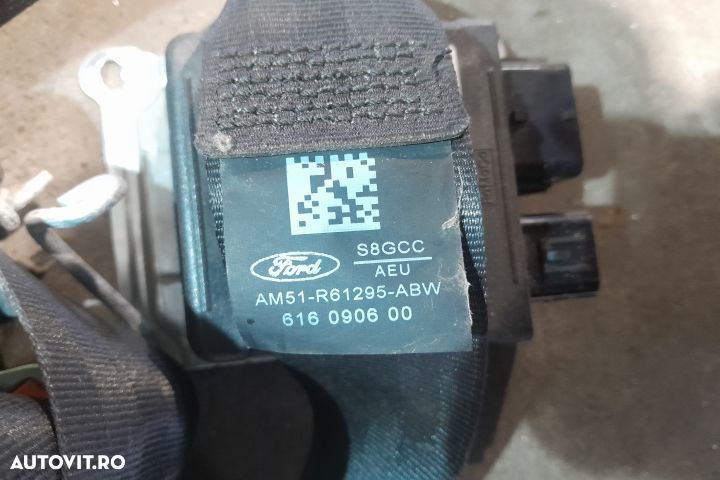 S8GCC
Ford
AEU
AM51-R61295-ABW
616 0906 00
AUTOVIT.RO